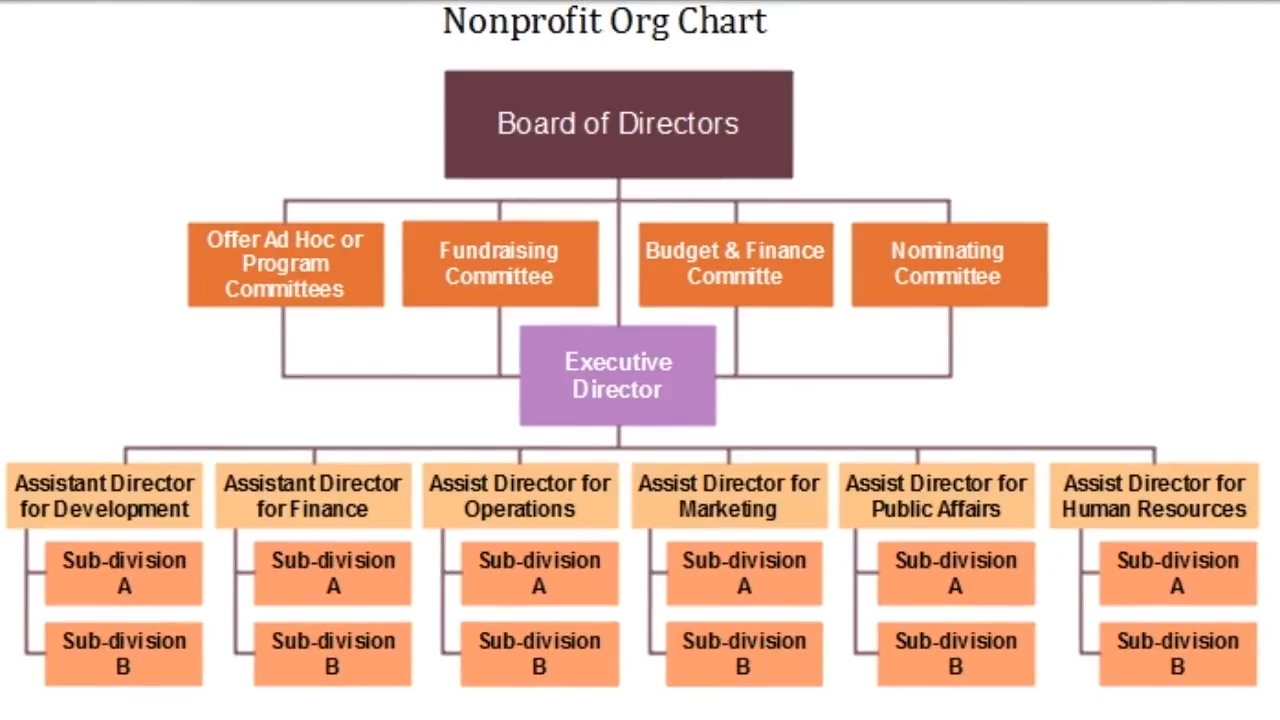 Nonprofit Org Chart
Board of Directors
Offer Ad Hoc or
Program
Committees
Fundraising
Committee
Budget & Finance
Committe
Nominating
Committee
Executive
Director
Assistant Director
for Development
Assistant Director
for Finance
Assist Director for
Operations
Assist Director for
Marketing
Assist Director for
Public Affairs
Assist Director for
Human Resources
Sub-division
A
Sub-division
A
Sub-division
A
Sub-division
A
Sub-division
A
Sub-division
A
Sub-division
B
Sub-division
B
Sub-division
B
Sub-division
B
Sub-division
B
Sub-division
B